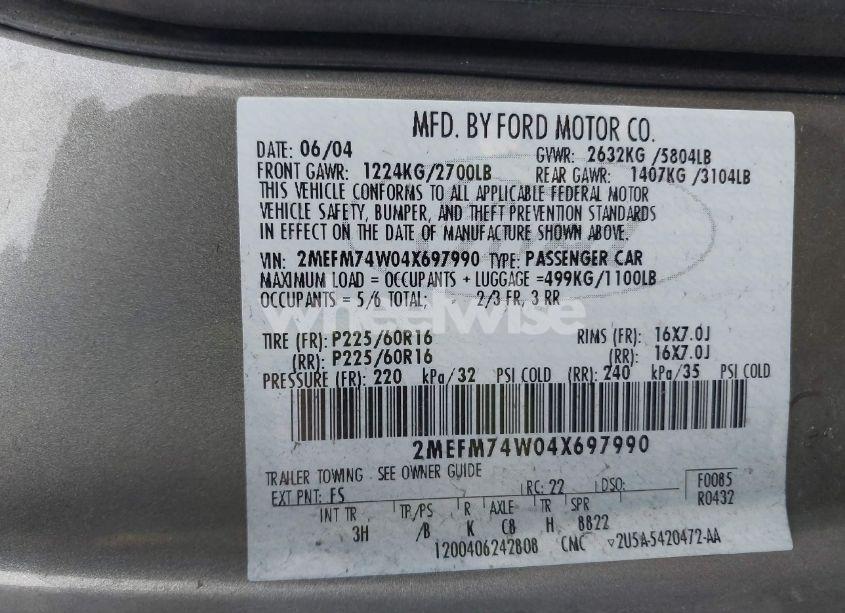 MFD. BY FORD MOTOR CO.
DATE: 06/04 GVWR: 2632KG /5804LB
FRONT GAWR: 1224KG/2700LB REAR GAWR: 1407KG /3104LB
THIS VEHICLE CONFORMS TO ALL APPLICABLE FEDERAL MOTOR
VEHICLE SAFETY, BUMPER, AND THEFT PREVENTION STANDARDS
IN EFFECT ON THE DATE OF MANUFACTURE SHOWN ABOVE.
VIN: 2MEFM74W04X697990 TYPE: PASSENGER CAR
MAXIMUM LOAD = OCCUPANTS + LUGGAGE =499KG/1100LB
OCCUPANTS = 5/6 TOTAL; 2/3 FR, 3 RR
wheelwise
TIRE (FR): P225/60R16 RIMS (FR): 16X7.0J
(RR): P225/60R16 (RR): 16X7.0J
PRESSURE (FR): 220 kPa/32 PSI COLD (RR): 240 kPa/35 PSI COLD
2MEFM74W04X697990
TRAILER TOWING - SEE OWNER GUIDE
EXT PNT: FS RC: 22 DSO: F0085
R0432
INT TR TP/PS R AXLE TR SPR
3H /B K C8 H 8822
1200406242808 CMC ▽2U5A-5420472-AA